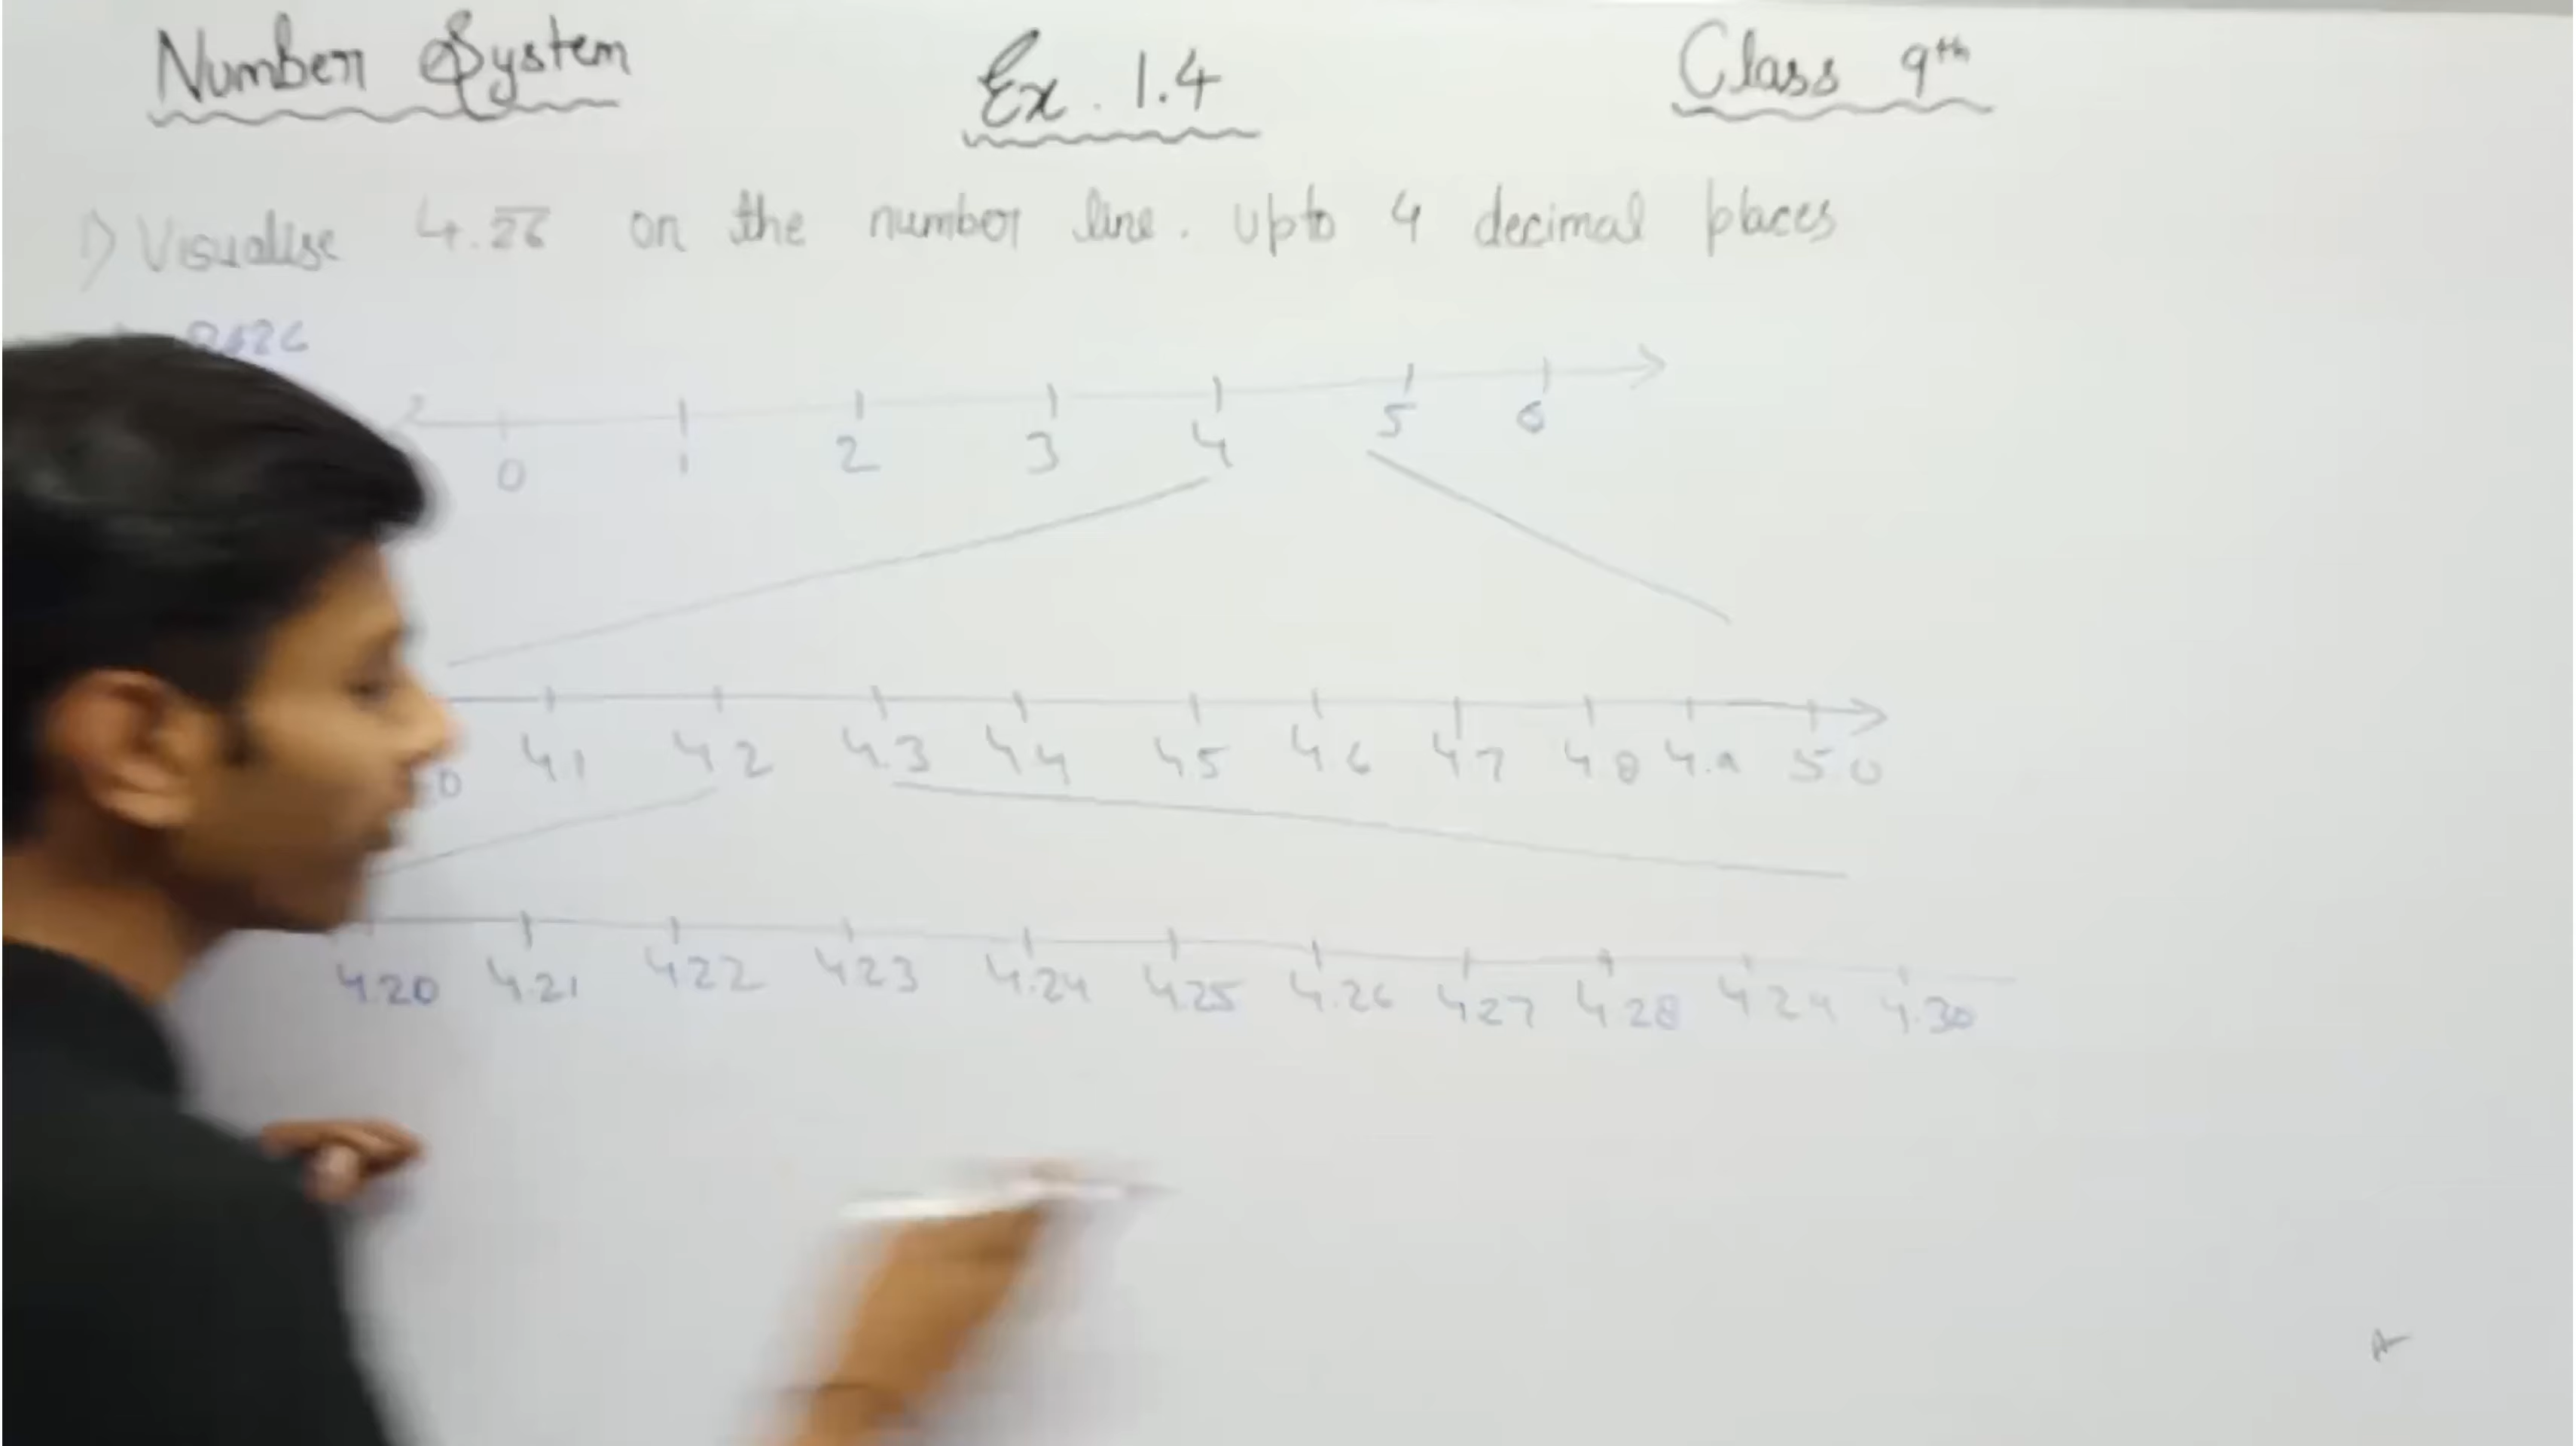 Number System
Ex. 1.4
Class 9th
1) Visualise 4.2̅6̅ on the number line. upto 4 decimal places
0 1 2 3 4 5 6
4.1 4.2 4.3 4.4 4.5 4.6 4.7 4.8 4.9 5.0
4.20 4.21 4.22 4.23 4.24 4.25 4.26 4.27 4.28 4.29 4.30